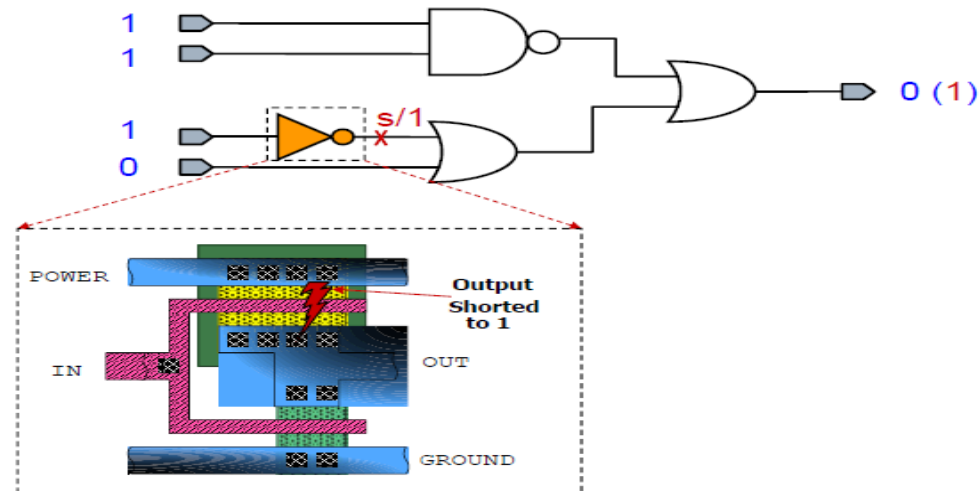 1
1
s/1
1
0
0 (1)
POWER
Output
Shorted
to 1
IN
OUT
GROUND